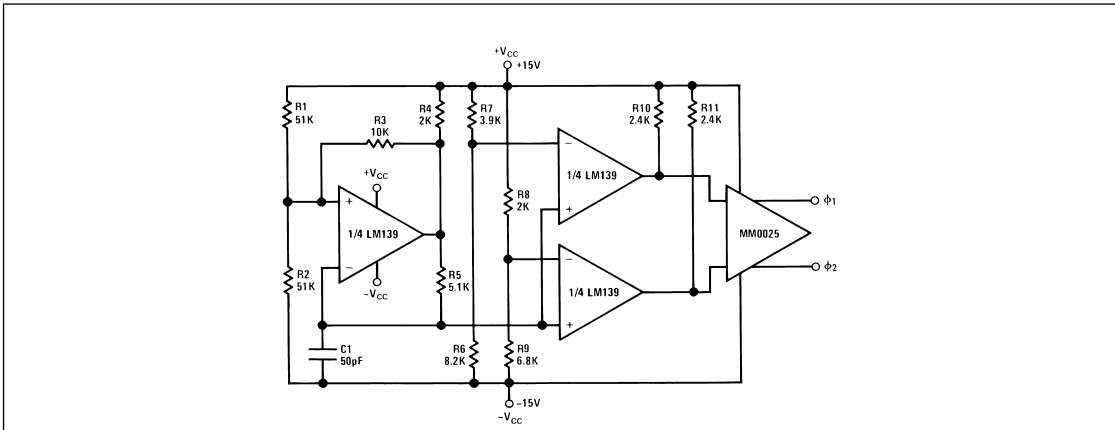 +VCC
+15V
R1
51K
R3
10K
R4
2K
R7
3.9K
R10
2.4K
R11
2.4K
+VCC
+
1/4 LM139
−
−VCC
R2
51K
R5
5.1K
R8
2K
−
1/4 LM139
+
−
1/4 LM139
+
MM0025
ϕ1
ϕ2
C1
50pF
R6
8.2K
R9
6.8K
−15V
−VCC